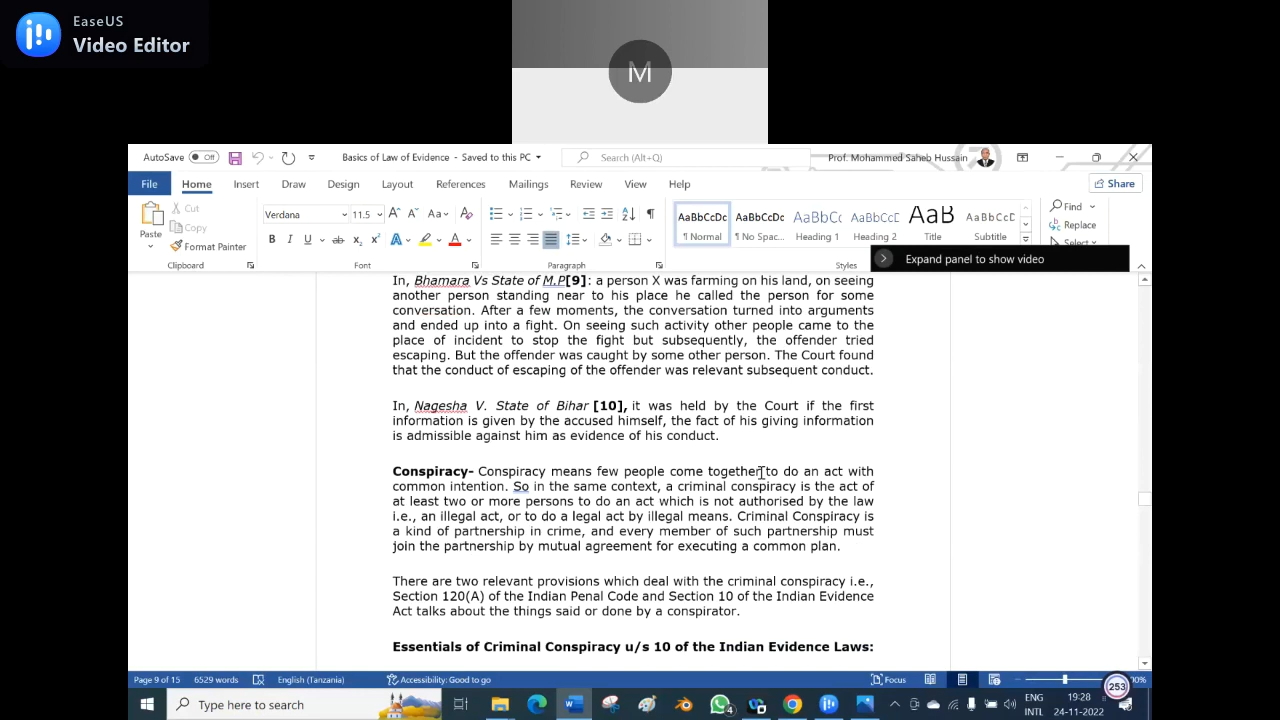 EaseUS
Video Editor
M
AutoSave Off
Basics of Law of Evidence - Saved to this PC
Search (Alt+Q)
Prof. Mohammed Saheb Hussain
File Home Insert Draw Design Layout References Mailings Review View Help
Share
Paste
Cut
Copy
Format Painter
Clipboard
Verdana 11.5
Font
Paragraph
AaBbCcDc AaBbCcDc AaBbC( AaBbCcD AaB AaBbCcD
¶ Normal ¶ No Spac... Heading 1 Heading 2 Title Subtitle
Styles
Find
Replace
Select
Expand panel to show video
In, Bhamara Vs State of M.P[9]: a person X was farming on his land, on seeing
another person standing near to his place he called the person for some
conversation. After a few moments, the conversation turned into arguments
and ended up into a fight. On seeing such activity other people came to the
place of incident to stop the fight but subsequently, the offender tried
escaping. But the offender was caught by some other person. The Court found
that the conduct of escaping of the offender was relevant subsequent conduct.
In, Nagesha V. State of Bihar [10], it was held by the Court if the first
information is given by the accused himself, the fact of his giving information
is admissible against him as evidence of his conduct.
Conspiracy- Conspiracy means few people come together to do an act with
common intention. So in the same context, a criminal conspiracy is the act of
at least two or more persons to do an act which is not authorised by the law
i.e., an illegal act, or to do a legal act by illegal means. Criminal Conspiracy is
a kind of partnership in crime, and every member of such partnership must
join the partnership by mutual agreement for executing a common plan.
There are two relevant provisions which deal with the criminal conspiracy i.e.,
Section 120(A) of the Indian Penal Code and Section 10 of the Indian Evidence
Act talks about the things said or done by a conspirator.
Essentials of Criminal Conspiracy u/s 10 of the Indian Evidence Laws:
Page 9 of 15 6529 words English (Tanzania) Accessibility: Good to go Focus
253
Type here to search
4
ENG
INTL
19:28
24-11-2022